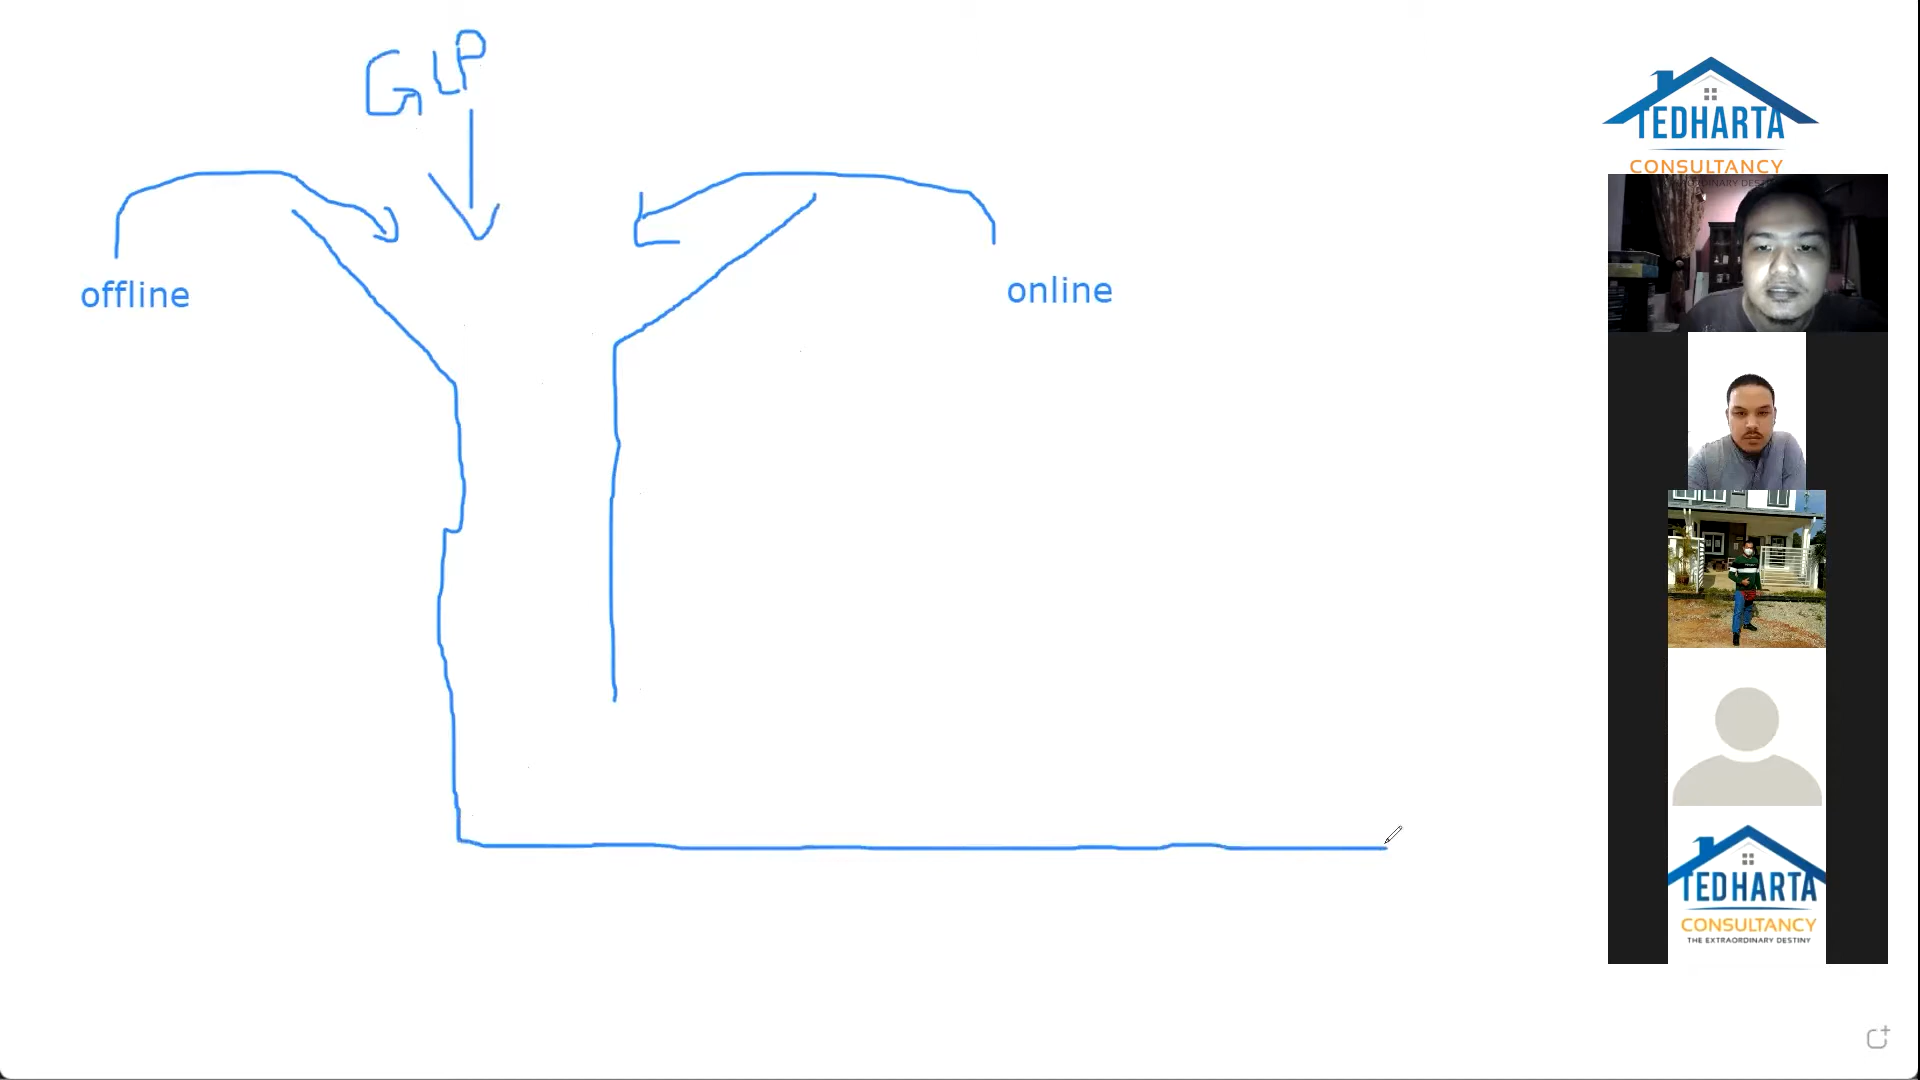 GLP
offline
online
TEDHARTA
CONSULTANCY
TEDHARTA
CONSULTANCY
THE EXTRAORDINARY DESTINY